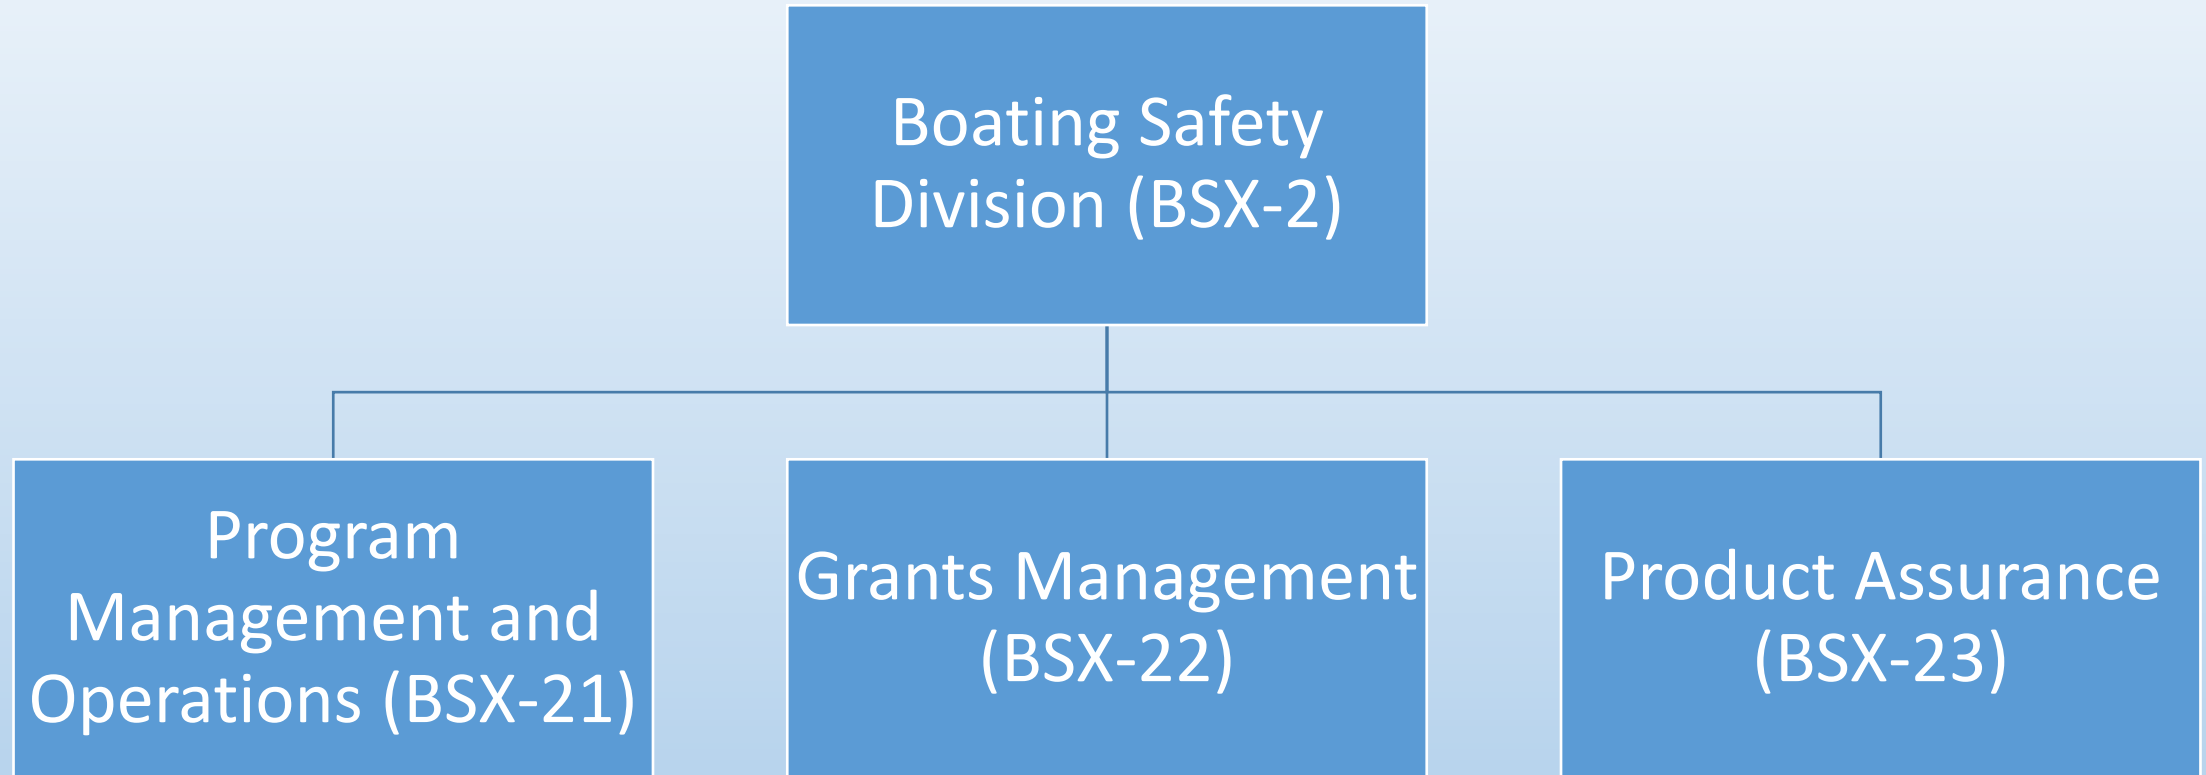 Boating Safety
Division (BSX-2)
Program
Management and
Operations (BSX-21)
Grants Management
(BSX-22)
Product Assurance
(BSX-23)